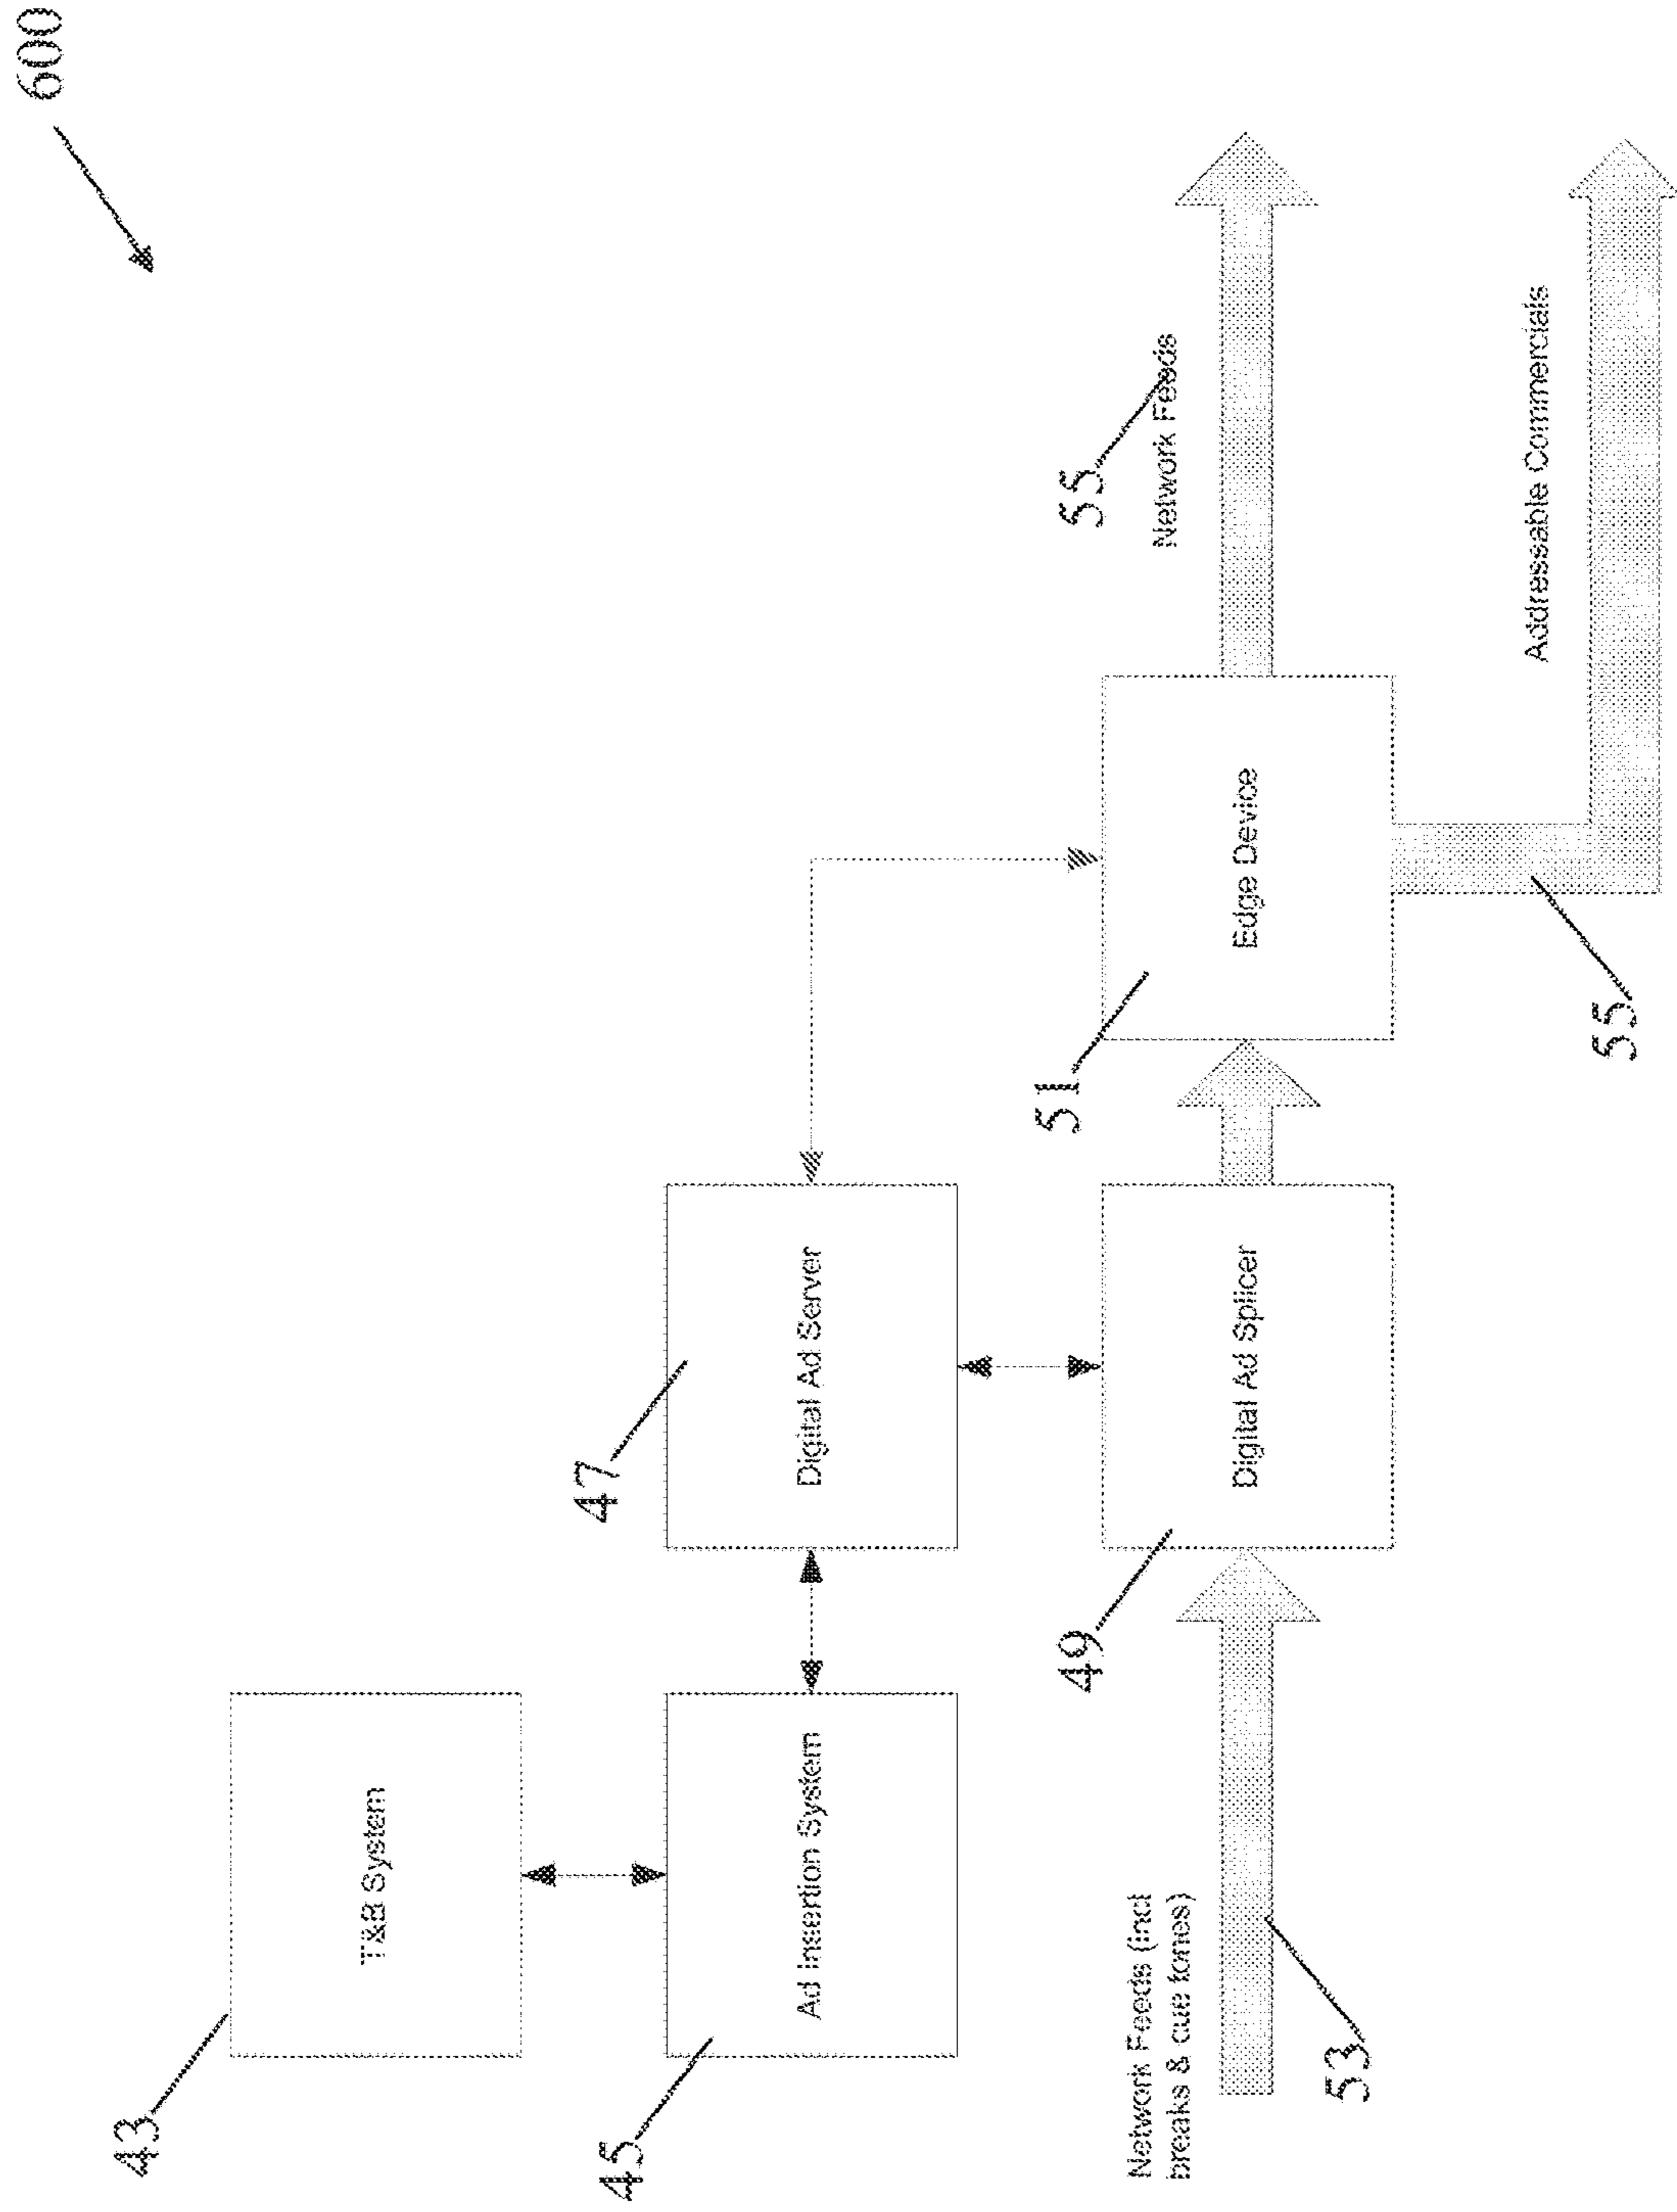 600
43
T&B System
45
Ad Insertion System
47
Digital Ad Server
Network Feeds (incl
breaks & cue tones)
53
49
Digital Ad Splicer
51
Edge Device
55
Network Feeds
Addressable Commercials
55